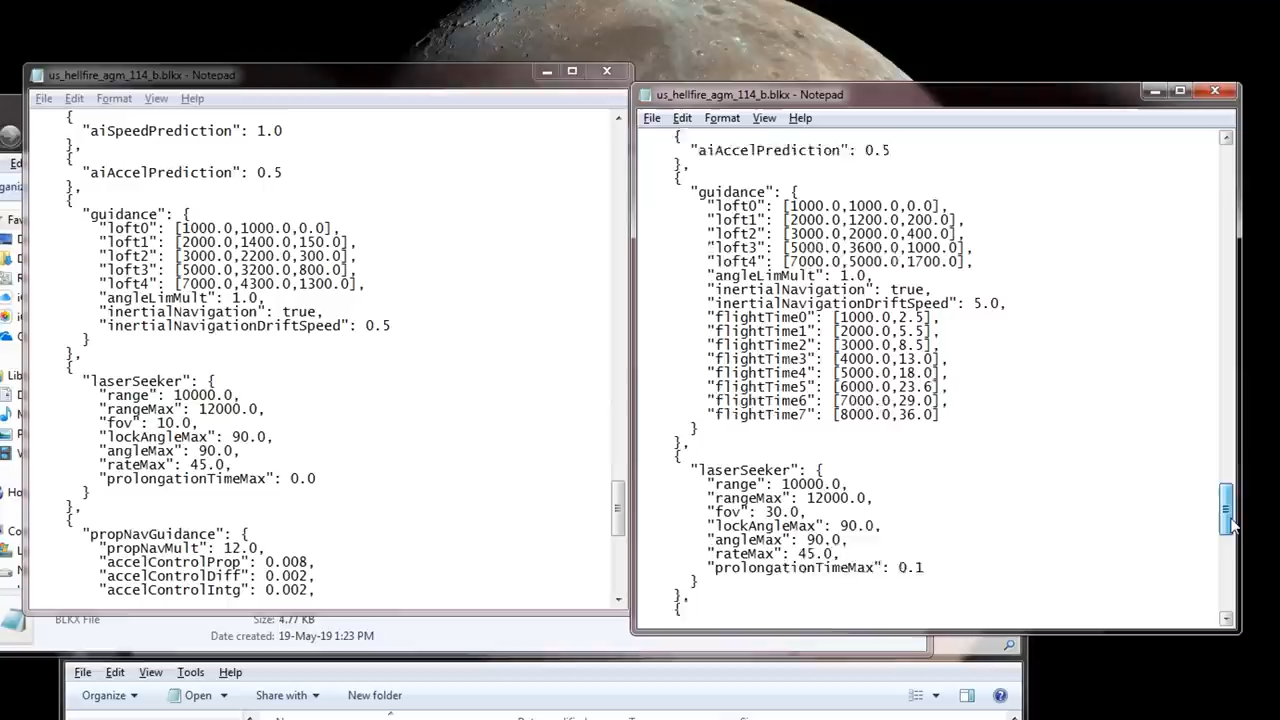 us_hellfire_agm_114_b.blkx - Notepad
File Edit Format View Help
{
"aiSpeedPrediction": 1.0
},
{
"aiAccelPrediction": 0.5
},
{
"guidance": {
"loft0": [1000.0,1000.0,0.0],
"loft1": [2000.0,1400.0,150.0],
"loft2": [3000.0,2200.0,300.0],
"loft3": [5000.0,3200.0,800.0],
"loft4": [7000.0,4300.0,1300.0],
"angleLimMult": 1.0,
"inertialNavigation": true,
"inertialNavigationDriftSpeed": 0.5
}
},
{
"laserSeeker": {
"range": 10000.0,
"rangeMax": 12000.0,
"fov": 10.0,
"lockAngleMax": 90.0,
"angleMax": 90.0,
"rateMax": 45.0,
"prolongationTimeMax": 0.0
}
},
{
"propNavGuidance": {
"propNavMult": 12.0,
"accelControlProp": 0.008,
"accelControlDiff": 0.002,
"accelControlIntg": 0.002,
us_hellfire_agm_114_b.blkx - Notepad
File Edit Format View Help
{
"aiAccelPrediction": 0.5
},
{
"guidance": {
"loft0": [1000.0,1000.0,0.0],
"loft1": [2000.0,1200.0,200.0],
"loft2": [3000.0,2000.0,400.0],
"loft3": [5000.0,3600.0,1000.0],
"loft4": [7000.0,5000.0,1700.0],
"angleLimMult": 1.0,
"inertialNavigation": true,
"inertialNavigationDriftSpeed": 5.0,
"flightTime0": [1000.0,2.5],
"flightTime1": [2000.0,5.5],
"flightTime2": [3000.0,8.5],
"flightTime3": [4000.0,13.0],
"flightTime4": [5000.0,18.0],
"flightTime5": [6000.0,23.6],
"flightTime6": [7000.0,29.0],
"flightTime7": [8000.0,36.0]
}
},
{
"laserSeeker": {
"range": 10000.0,
"rangeMax": 12000.0,
"fov": 30.0,
"lockAngleMax": 90.0,
"angleMax": 90.0,
"rateMax": 45.0,
"prolongationTimeMax": 0.1
}
},
{
BLKX File
Size: 4.77 KB
Date created: 19-May-19 1:23 PM
File Edit View Tools Help
Organize Open Share with New folder